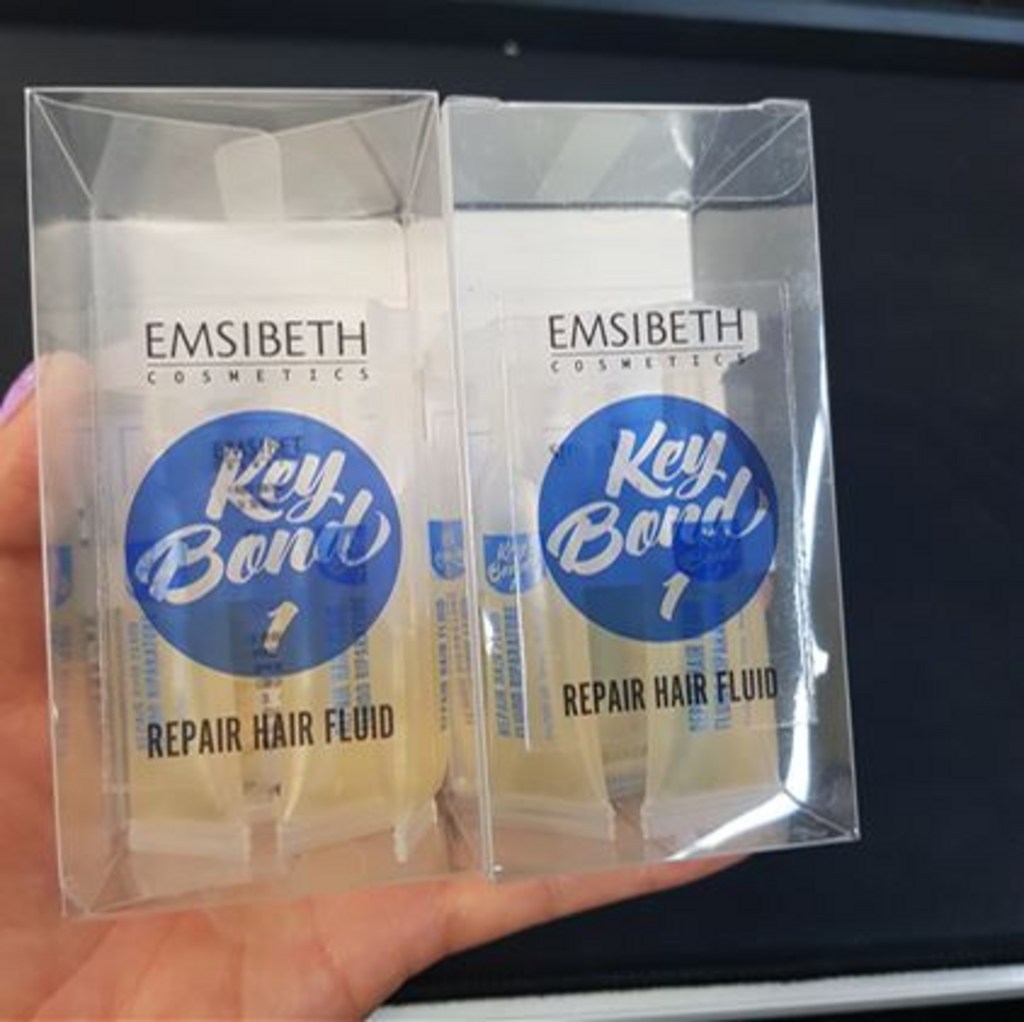 EMSIBETH
COSMETICS
Key
Bond
1
REPAIR HAIR FLUID
EMSIBETH
COSMETICS
Key
Bond
1
REPAIR HAIR FLUID